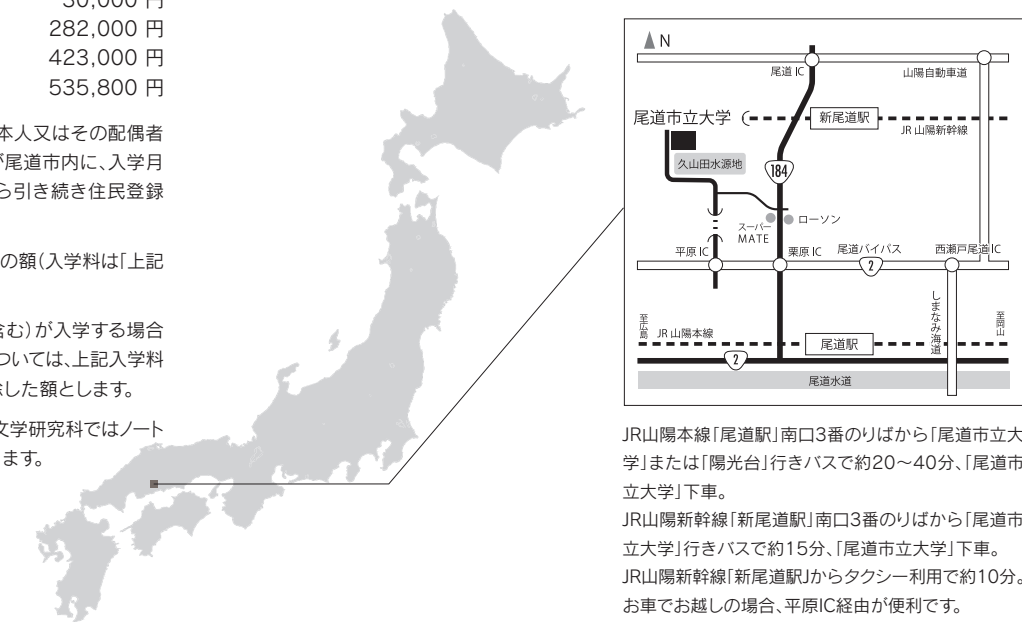 30,000 円
282,000 円
423,000 円
535,800 円
本人又はその配偶者
が尾道市内に、入学月
ら引き続き住民登録
の額（入学料は「上記
含む）が入学する場合
ついては、上記入学料
除した額とします。
文学研究科ではノート
ます。
N
尾道 IC
山陽自動車道
尾道市立大学
新尾道駅
JR 山陽新幹線
久山田水源地
184
スーパー
MATE
ローソン
平原 IC
栗原 IC
尾道バイパス
2
西瀬戸尾道 IC
しまなみ海道
至広島
至岡山
JR 山陽本線
尾道駅
2
尾道水道
JR山陽本線「尾道駅」南口3番のりばから「尾道市立大
学」または「陽光台」行きバスで約20〜40分、「尾道市
立大学」下車。
JR山陽新幹線「新尾道駅」南口3番のりばから「尾道市
立大学」行きバスで約15分、「尾道市立大学」下車。
JR山陽新幹線「新尾道駅Jからタクシー利用で約10分。
お車でお越しの場合、平原IC経由が便利です。